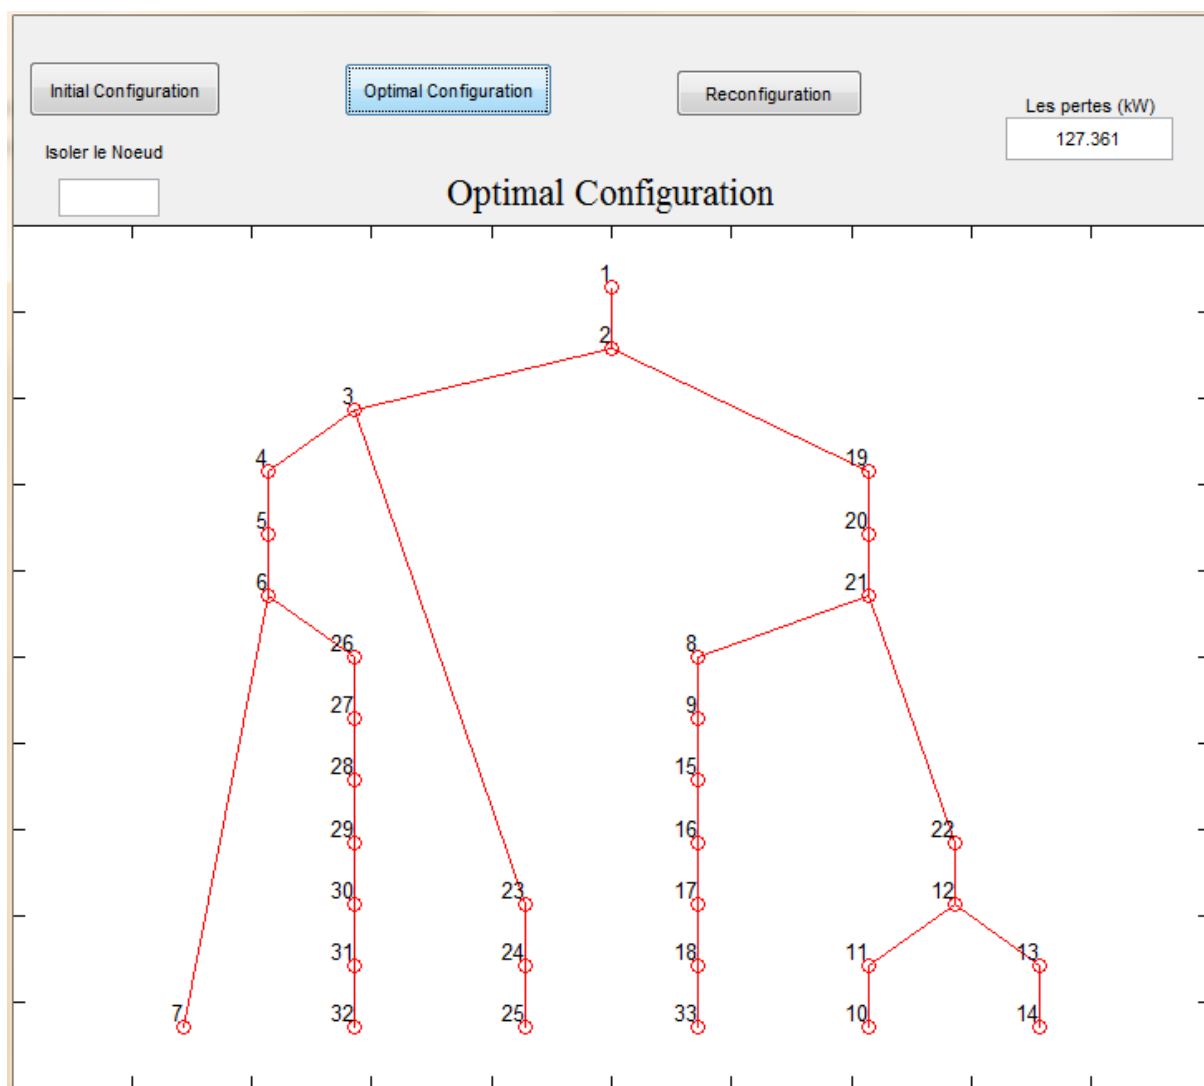 Initial Configuration
Optimal Configuration
Reconfiguration
Les pertes (kW)
127.361
Isoler le Noeud
Optimal Configuration
1
2
3
4 19
5 20
6 21
26 8
27 9
28 15
29 16 22
30 23 17 12
31 24 18 11 13
7 32 25 33 10 14